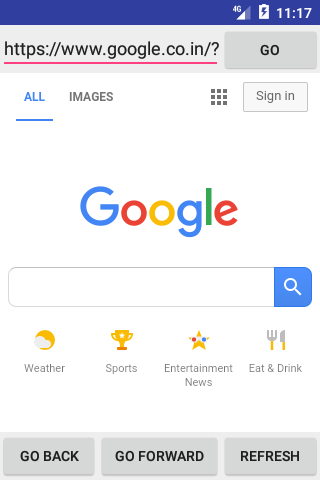 4G 11:17
https://www.google.co.in/? GO
ALL IMAGES Sign in
Google
Weather Sports Entertainment News Eat & Drink
GO BACK GO FORWARD REFRESH